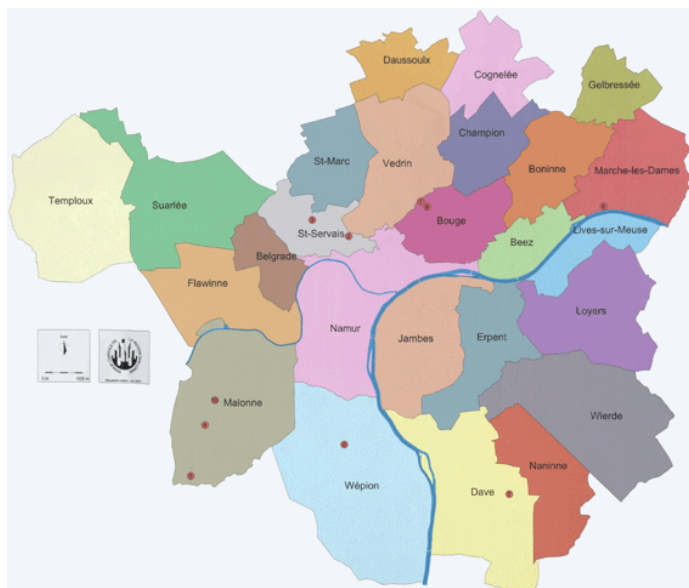 Daussoulx
Cognelée
Gelbressée
Champion
St-Marc
Vedrin
Boninne
Marche-les-Dames
Temploux
Suarlée
Bouge
St-Servais
Lives-sur-Meuse
Beez
Belgrade
Flawinne
Loyers
Namur
Jambes
Erpent
Malonne
Wierde
Naninne
Wépion
Dave